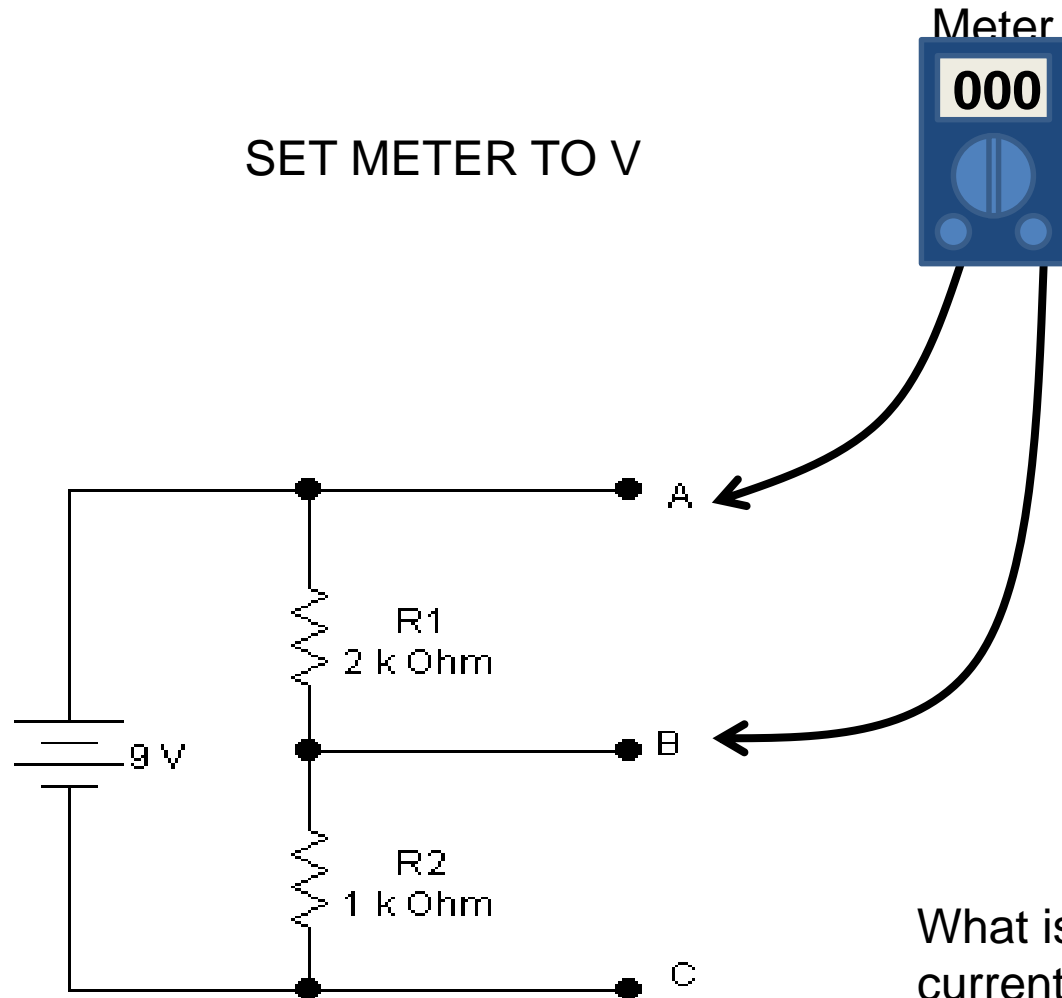 Meter
000
SET METER TO V
A
R1
2 k Ohm
B
9 V
R2
1 k Ohm
What is
current
C